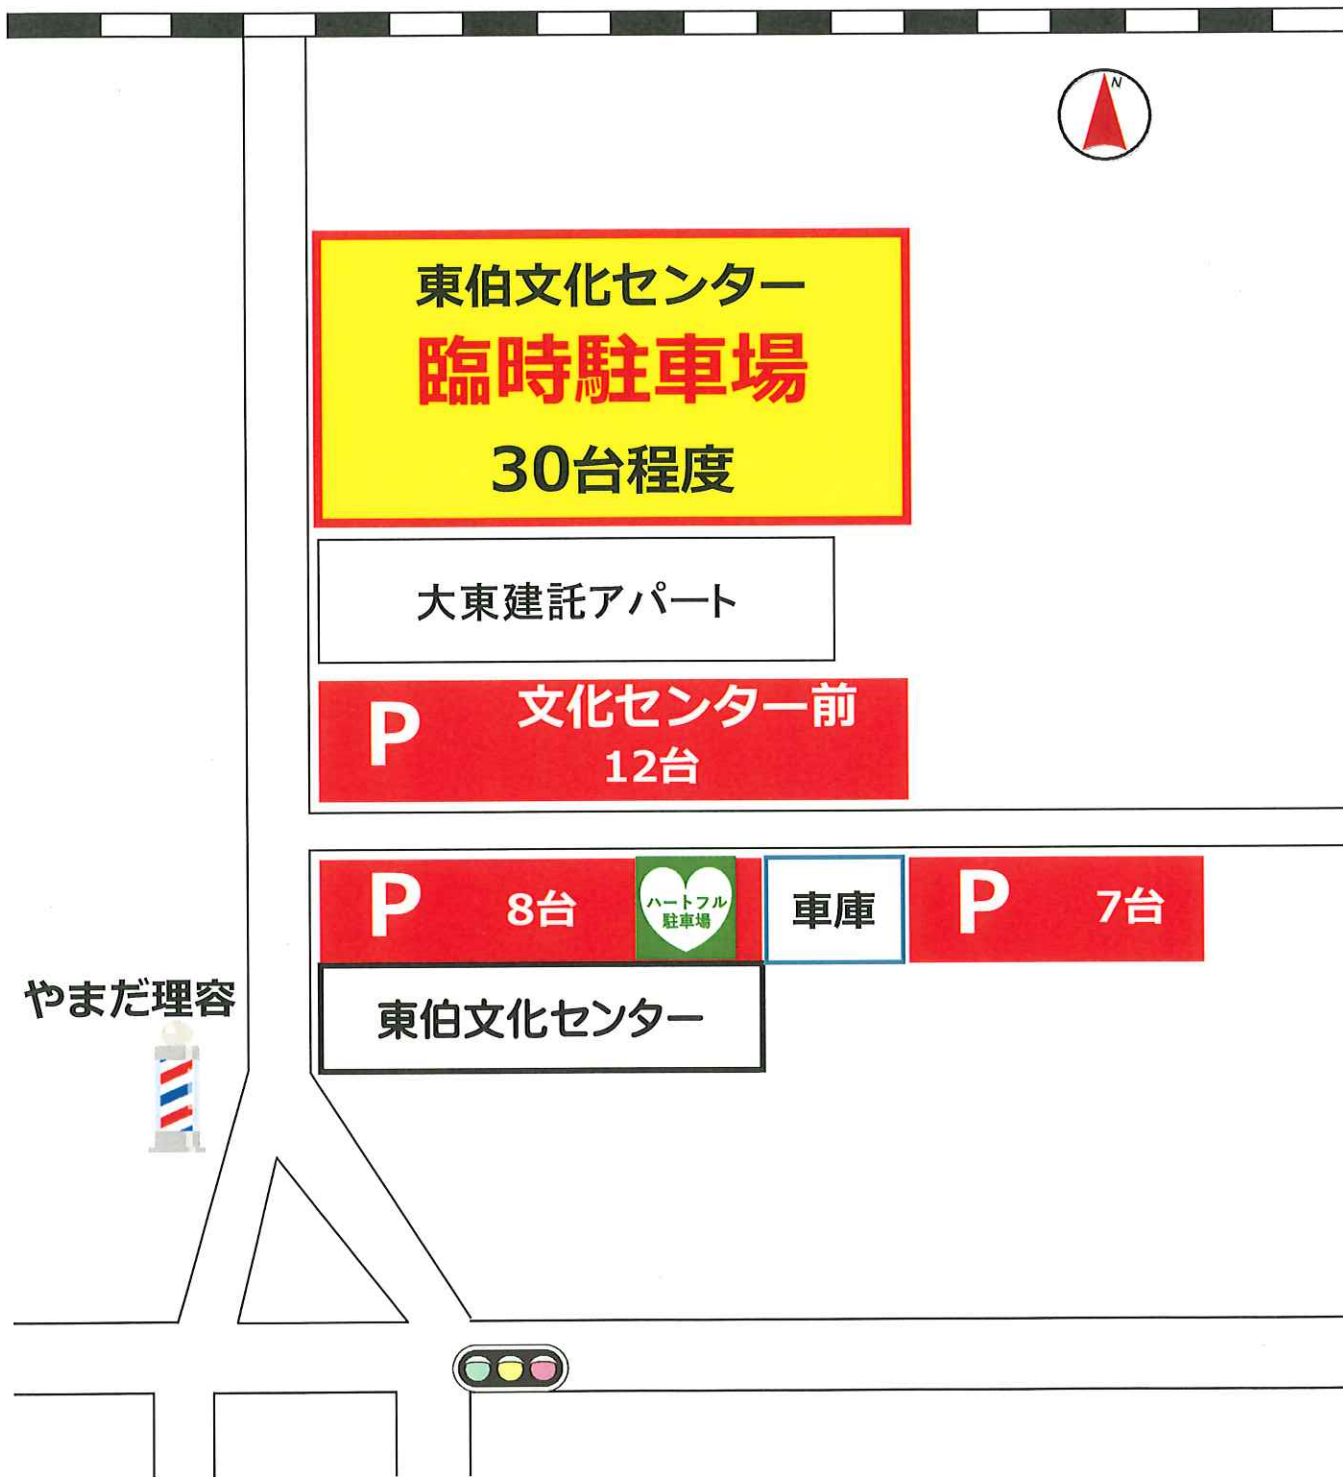 N
東伯文化センター
臨時駐車場
30台程度
大東建託アパート
P 文化センター前
12台
P 8台
ハートフル
駐車場
車庫
P 7台
やまだ理容
東伯文化センター